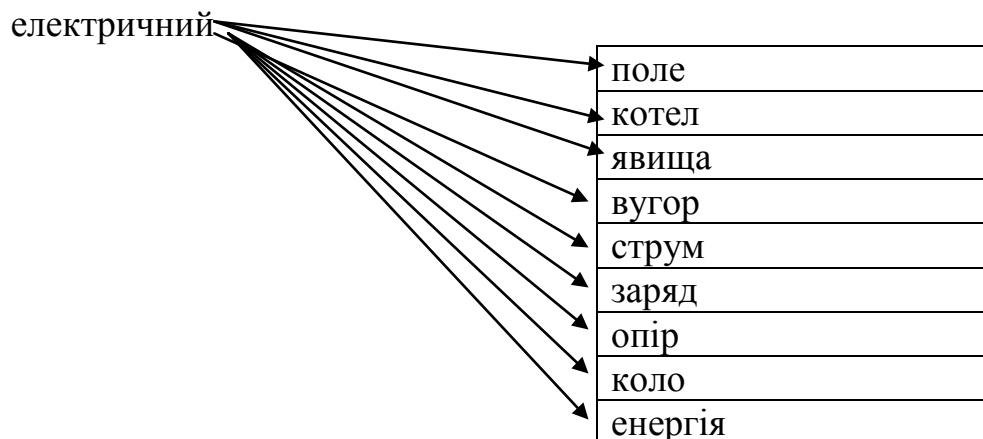 електричний
поле
котел
явища
вугор
струм
заряд
опір
коло
енергія